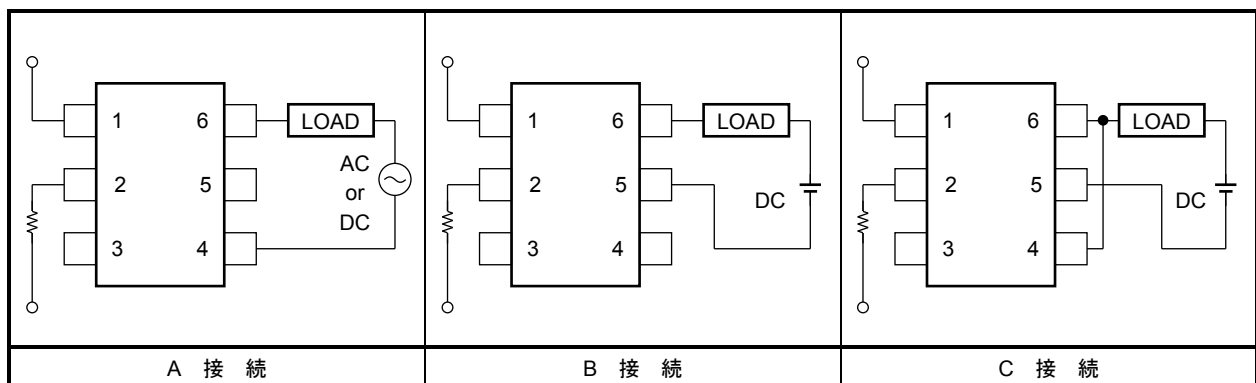 1 6 LOAD
AC
or
DC
2 5
3 4
A 接 続
1 6 LOAD
2 5 DC
3 4
B 接 続
1 6 LOAD
2 5 DC
3 4
C 接 続